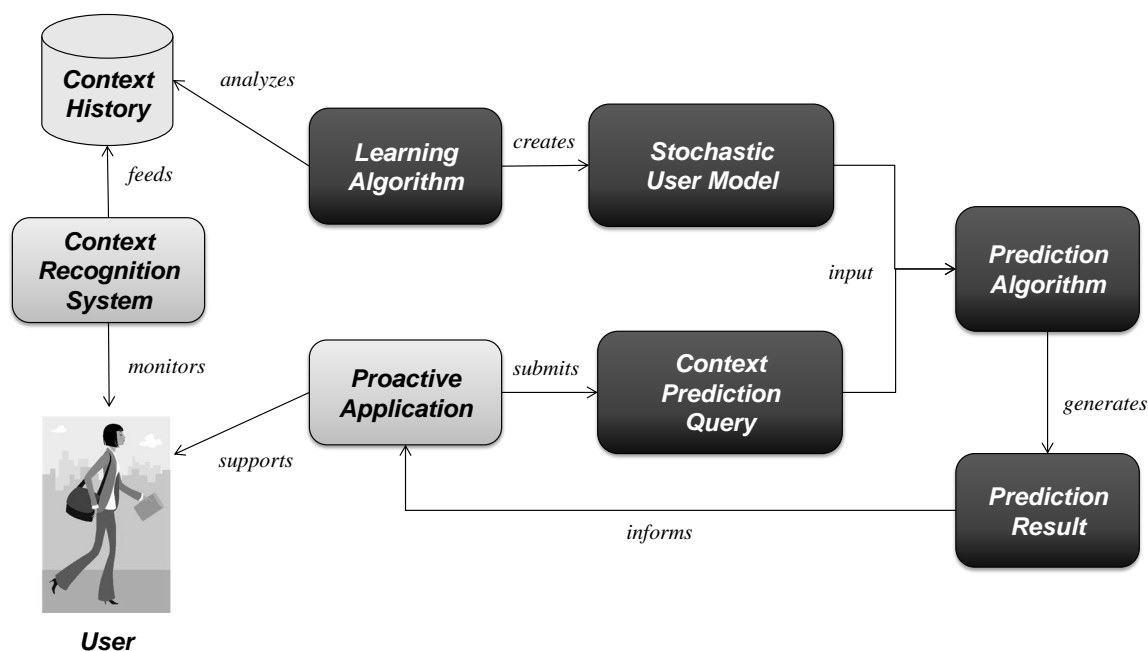 Context
History
analyzes
Learning
Algorithm
creates
Stochastic
User Model
feeds
Context
Recognition
System
input
Prediction
Algorithm
monitors
Proactive
Application
submits
Context
Prediction
Query
generates
supports
Prediction
Result
informs
User